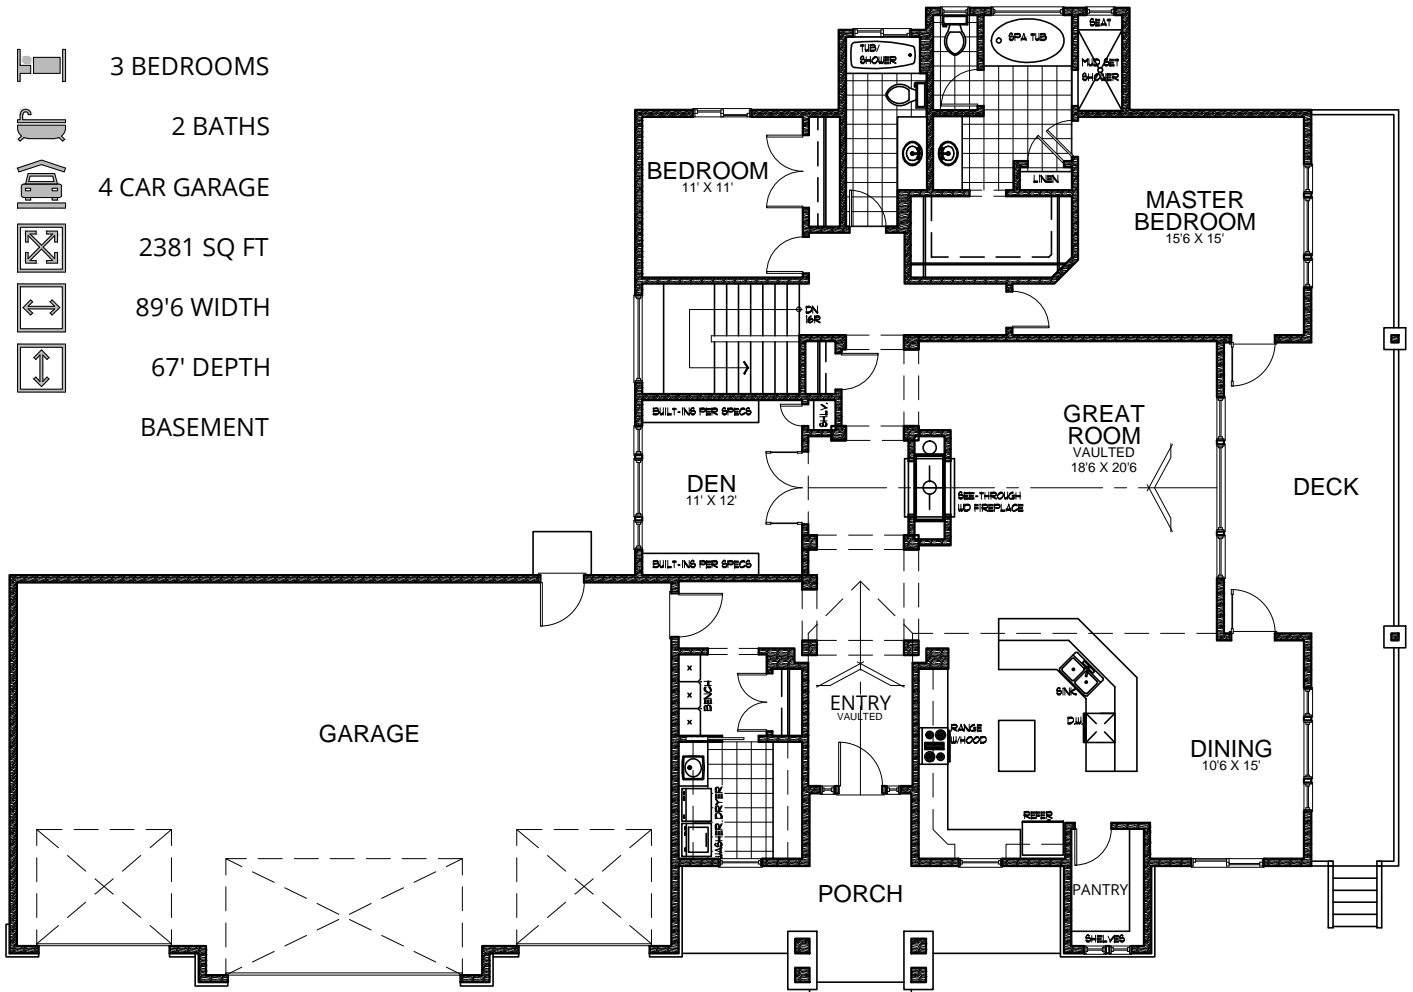 3 BEDROOMS
2 BATHS
4 CAR GARAGE
2381 SQ FT
89'6 WIDTH
67' DEPTH
BASEMENT
TUB/
SHOWER
SPA TUB
SEAT
MUD SET
SHOWER
BEDROOM
11' X 11'
LINEN
MASTER
BEDROOM
15'6 X 15'
DN
16R
BUILT-INS PER SPECS
SHLV.
GREAT
ROOM
VAULTED
18'6 X 20'6
DEN
11' X 12'
SEE-THROUGH
WD FIREPLACE
DECK
BUILT-INS PER SPECS
BENCH
ENTRY
VAULTED
SINK
D.W.
RANGE
W/HOOD
GARAGE
DINING
10'6 X 15'
WASHER DRYER
REFER
PORCH
PANTRY
SHELVES